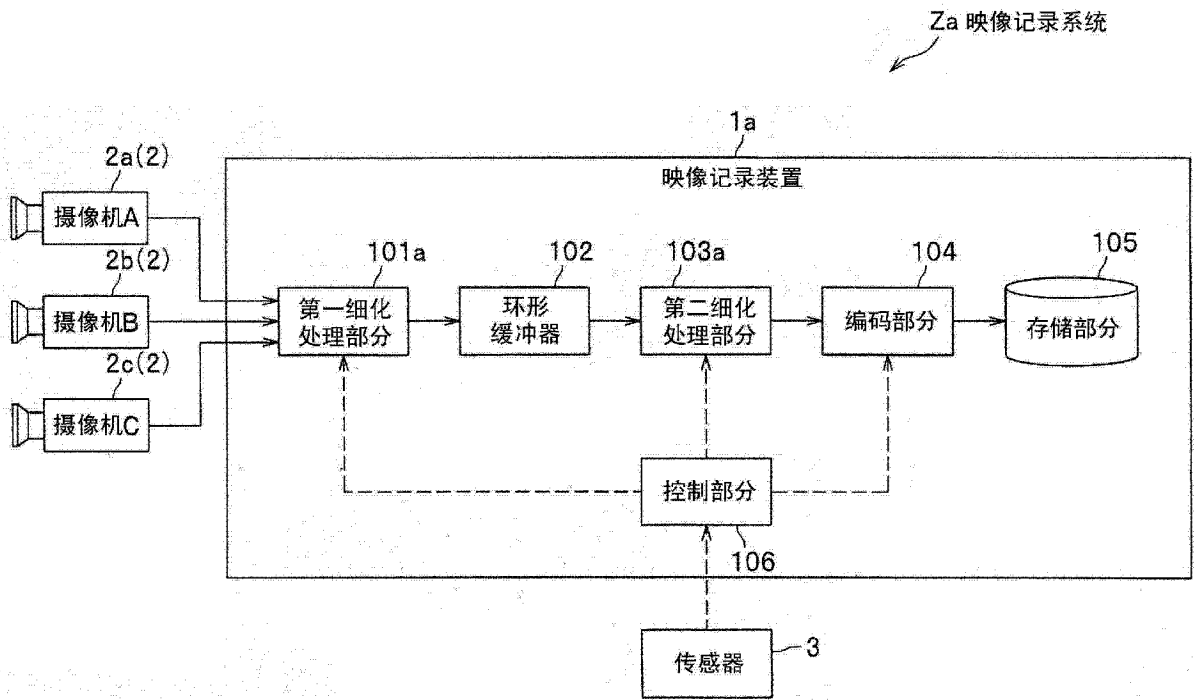 Za 映像记录系统
1a
映像记录装置
2a(2)
摄像机A
2b(2)
摄像机B
2c(2)
摄像机C
101a
第一细化
处理部分
102
环形
缓冲器
103a
第二细化
处理部分
104
编码部分
105
存储部分
控制部分
106
传感器
3